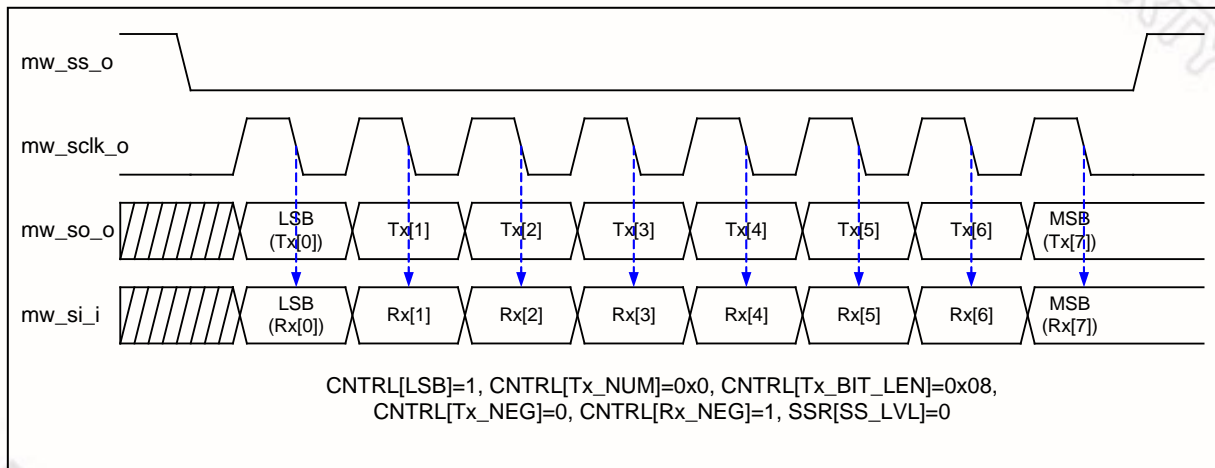 mw_ss_o
mw_sclk_o
mw_so_o
LSB
(Tx[0])
Tx[1]
Tx[2]
Tx[3]
Tx[4]
Tx[5]
Tx[6]
MSB
(Tx[7])
mw_si_i
LSB
(Rx[0])
Rx[1]
Rx[2]
Rx[3]
Rx[4]
Rx[5]
Rx[6]
MSB
(Rx[7])
CNTRL[LSB]=1, CNTRL[Tx_NUM]=0x0, CNTRL[Tx_BIT_LEN]=0x08,
CNTRL[Tx_NEG]=0, CNTRL[Rx_NEG]=1, SSR[SS_LVL]=0